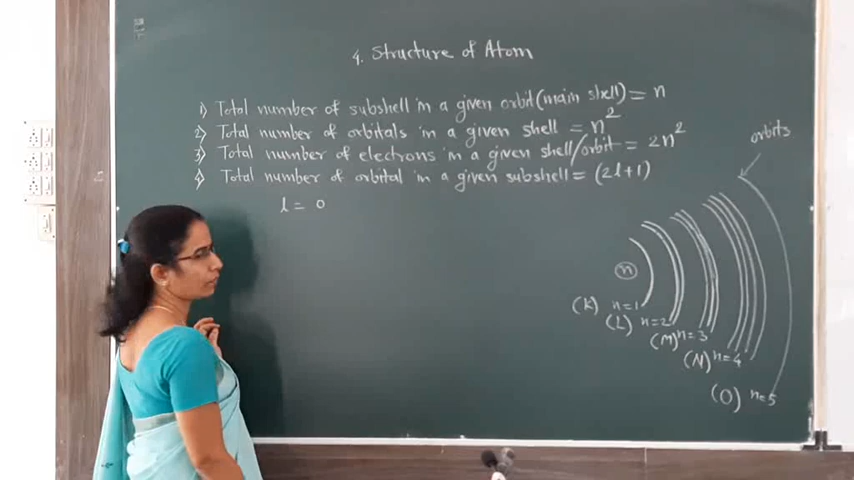 4. Structure of Atom
1) Total number of subshell in a given orbit (main shell) = n
2) Total number of orbitals in a given shell = n²
3) Total number of electrons in a given shell/orbit = 2n²
4) Total number of orbital in a given subshell = (2l+1)
l = 0
orbits
n
(K) n=1
(L) n=2
(M) n=3
(N) n=4
(O) n=5